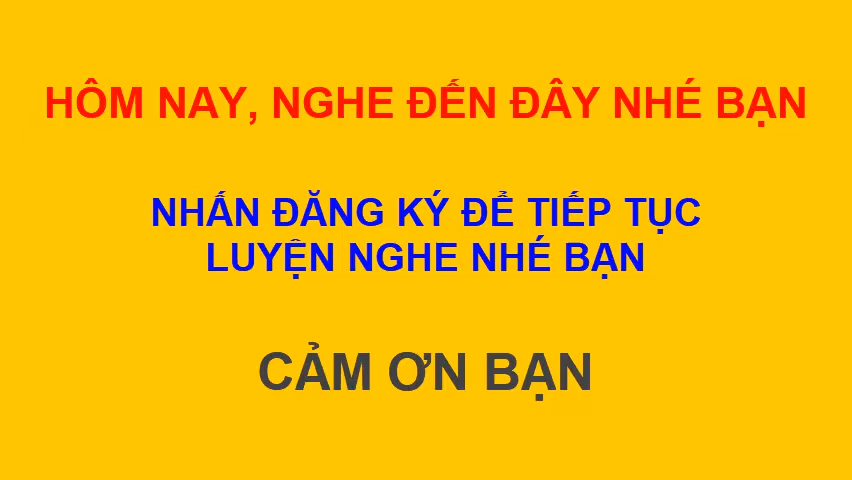 HÔM NAY, NGHE ĐẾN ĐÂY NHÉ BẠN
NHẤN ĐĂNG KÝ ĐỂ TIẾP TỤC
LUYỆN NGHE NHÉ BẠN
CẢM ƠN BẠN